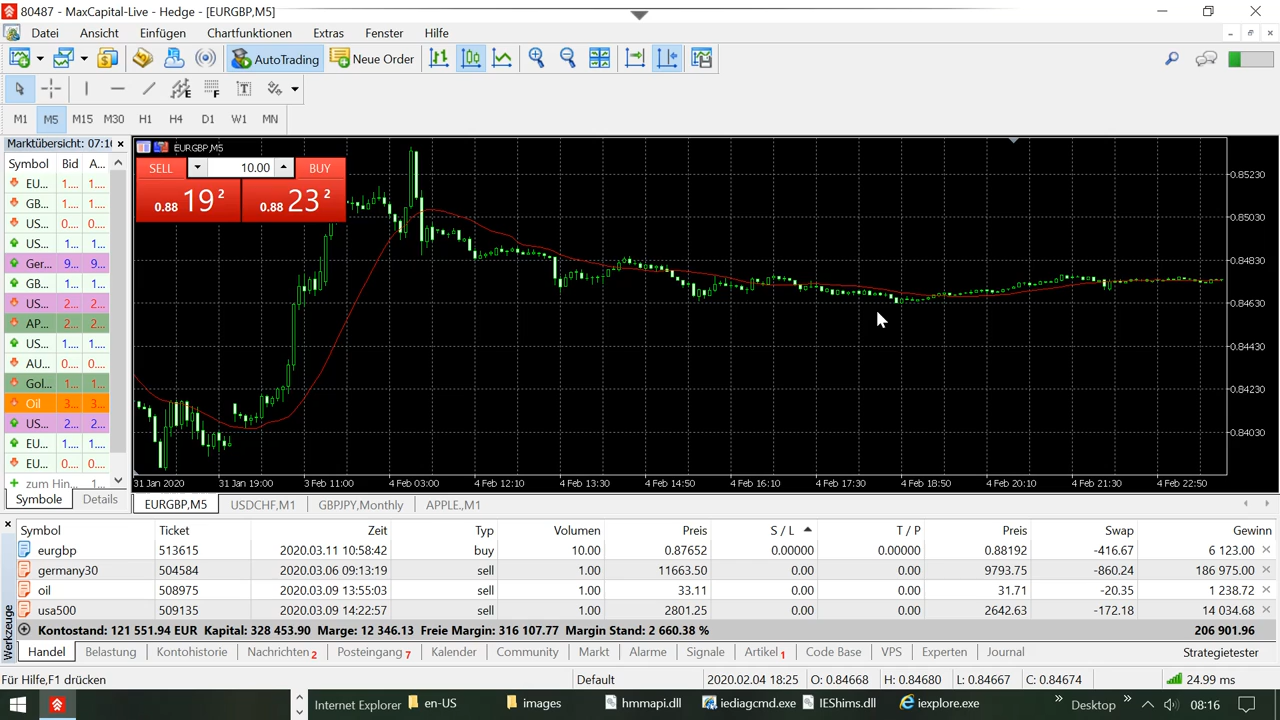 80487 - MaxCapital-Live - Hedge - [EURGBP,M5]
Datei Ansicht Einfügen Chartfunktionen Extras Fenster Hilfe
AutoTrading Neue Order
E F T
M1 M5 M15 M30 H1 H4 D1 W1 MN
Marktübersicht: 07:1
Symbol Bid A...
EU... 1.... 1....
GB... 1.... 1....
US... 0.... 0....
US... 1... 1...
Ger... 9... 9...
GB... 1.... 1....
US... 2... 2...
AP... 2... 2...
US... 1.... 1....
AU... 0.... 0....
Gol... 1... 1...
Oil 3... 3...
US... 2... 2...
EU... 1.... 1....
EU... 0.... 0....
zum Hin... 1...
Symbole Details
EURGBP,M5
SELL 10.00 BUY
0.88 19 2 0.88 23 2
0.85230
0.85030
0.84830
0.84630
0.84430
0.84230
0.84030
31 Jan 2020 31 Jan 19:00 3 Feb 11:00 4 Feb 03:00 4 Feb 12:10 4 Feb 13:30 4 Feb 14:50 4 Feb 16:10 4 Feb 17:30 4 Feb 18:50 4 Feb 20:10 4 Feb 21:30 4 Feb 22:50
EURGBP,M5 USDCHF,M1 GBPJPY,Monthly APPLE.,M1
Symbol Ticket Zeit Typ Volumen Preis S / L T / P Preis Swap Gewinn
eurgbp 513615 2020.03.11 10:58:42 buy 10.00 0.87652 0.00000 0.00000 0.88192 -416.67 6 123.00
germany30 504584 2020.03.06 09:13:19 sell 1.00 11663.50 0.00 0.00 9793.75 -860.24 186 975.00
oil 508975 2020.03.09 13:55:03 sell 1.00 33.11 0.00 0.00 31.71 -20.35 1 238.72
usa500 509135 2020.03.09 14:22:57 sell 1.00 2801.25 0.00 0.00 2642.63 -172.18 14 034.68
Kontostand: 121 551.94 EUR Kapital: 328 453.90 Marge: 12 346.13 Freie Margin: 316 107.77 Margin Stand: 2 660.38 % 206 901.96
Werkzeuge
Handel Belastung Kontohistorie Nachrichten 2 Posteingang 7 Kalender Community Markt Alarme Signale Artikel 1 Code Base VPS Experten Journal Strategietester
Für Hilfe,F1 drücken Default 2020.02.04 18:25 O: 0.84668 H: 0.84680 L: 0.84667 C: 0.84674 24.99 ms
Internet Explorer en-US images hmmapi.dll iediagcmd.exe IEShims.dll iexplore.exe Desktop 08:16